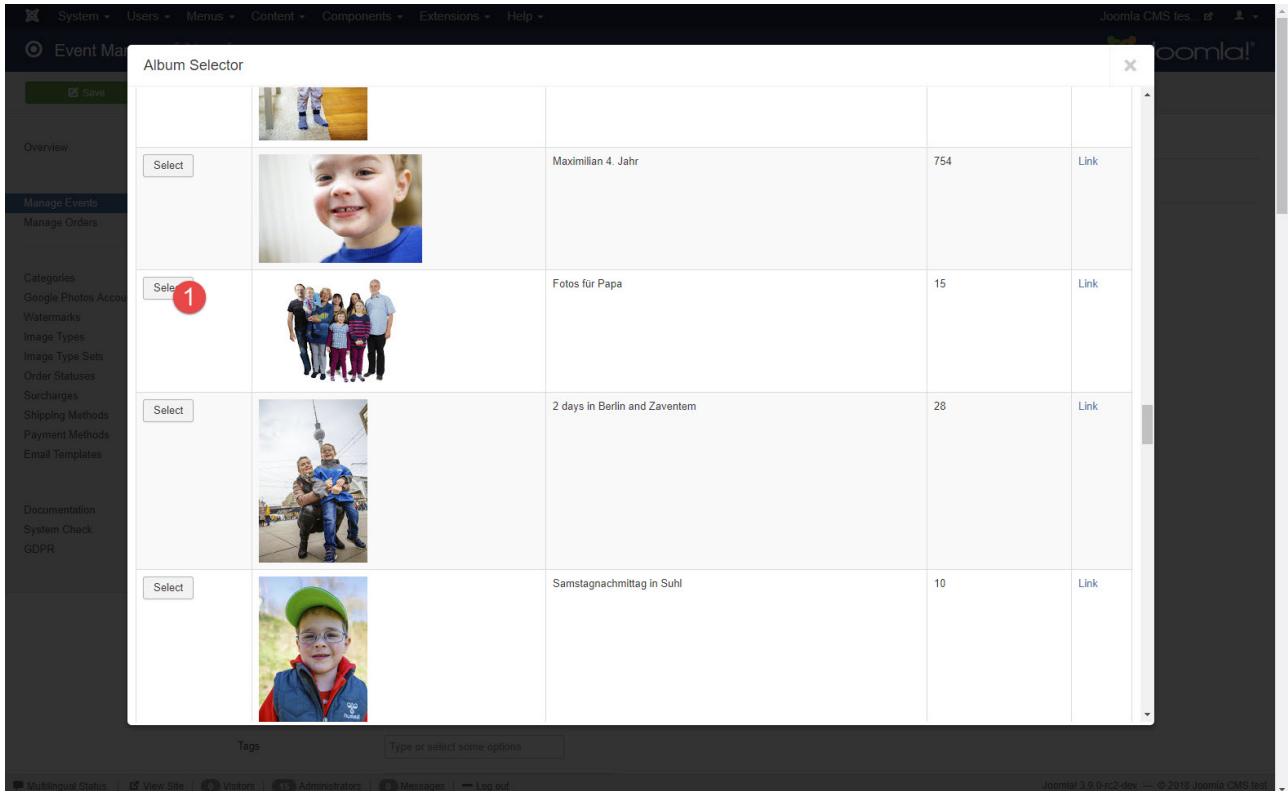 System Users Menus Content Components Extensions Help Joomla CMS tes...
Event Ma
Joomla!
Album Selector
Save
Overview
Manage Events
Manage Orders
Categories
Google Photos Accou
Watermarks
Image Types
Image Type Sets
Order Statuses
Surcharges
Shipping Methods
Payment Methods
Email Templates
Documentation
System Check
GDPR
Select Maximilian 4. Jahr 754 Link
Selec 1 Fotos für Papa 15 Link
Select 2 days in Berlin and Zaventem 28 Link
Select Samstagnachmittag in Suhl 10 Link
Tags Type or select some options
Multilingual Status View Site 0 Visitors 15 Administrators 0 Messages Log out Joomla! 3.9.0-rc2-dev — © 2018 Joomla CMS test